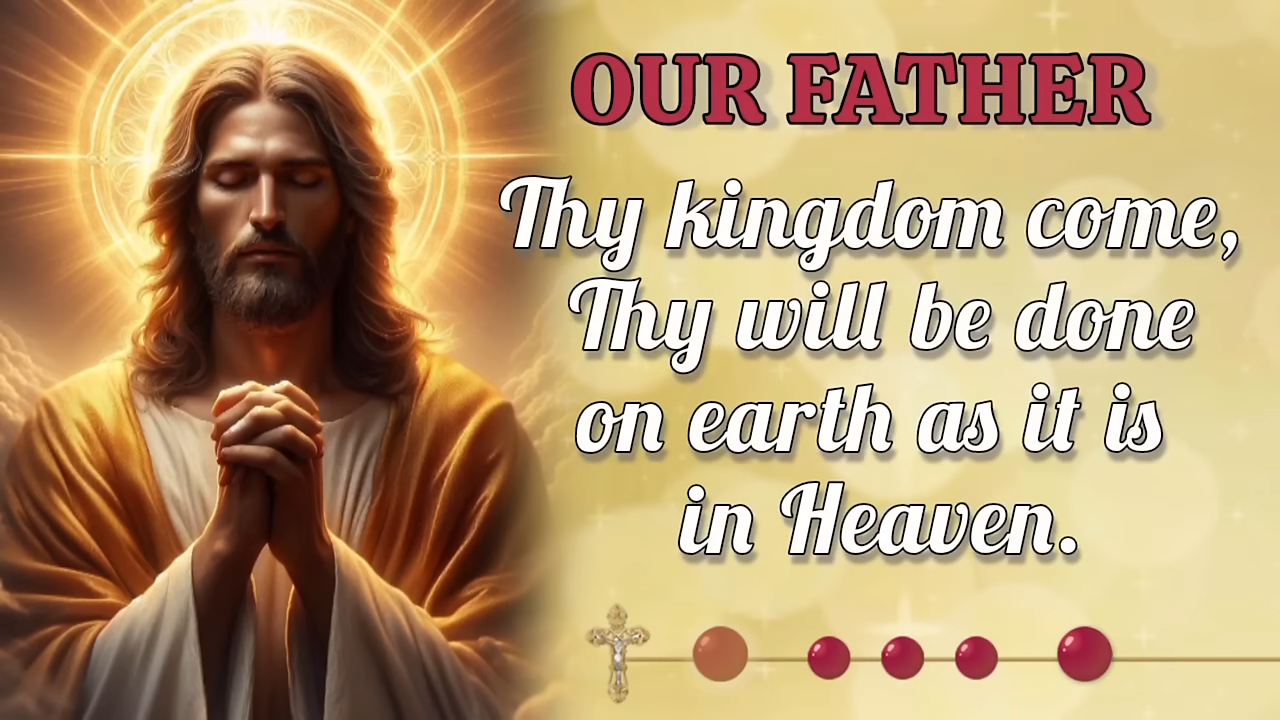 OUR FATHER
Thy kingdom come,
Thy will be done
on earth as it is
in Heaven.